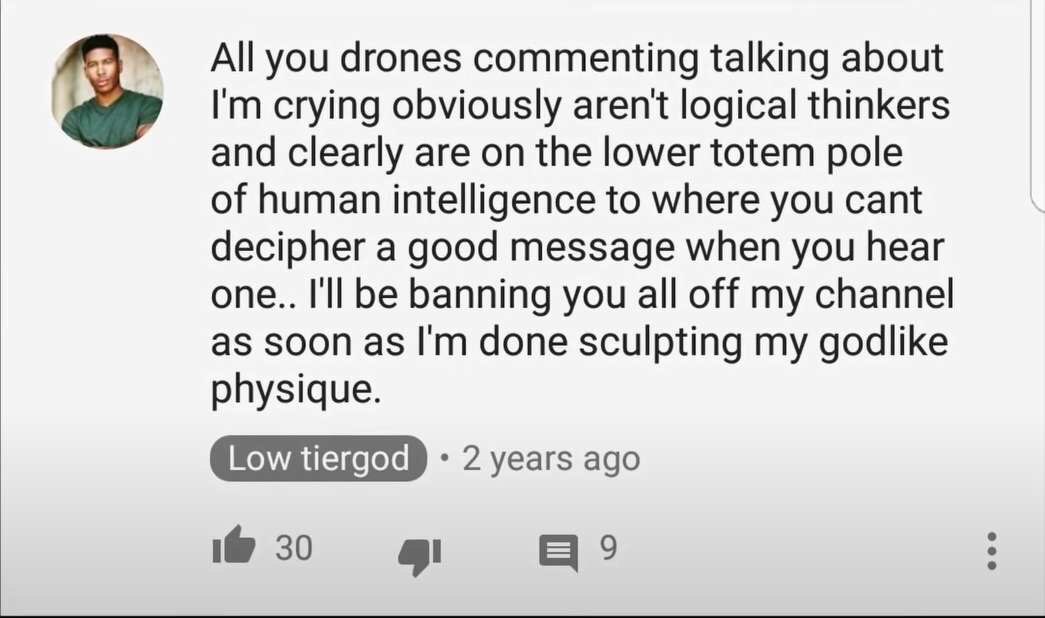 All you drones commenting talking about
I'm crying obviously aren't logical thinkers
and clearly are on the lower totem pole
of human intelligence to where you cant
decipher a good message when you hear
one.. I'll be banning you all off my channel
as soon as I'm done sculpting my godlike
physique.
Low tiergod • 2 years ago
30 9